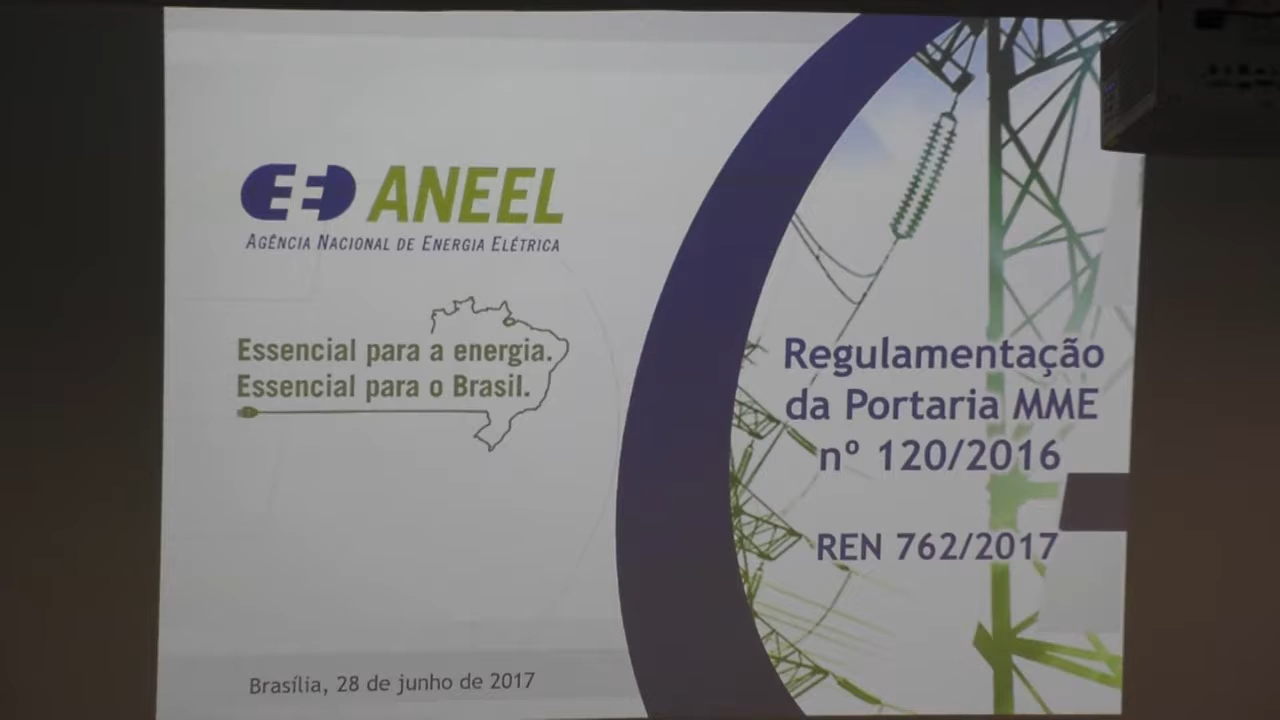 ANEEL
AGÊNCIA NACIONAL DE ENERGIA ELÉTRICA
Essencial para a energia.
Essencial para o Brasil.
Regulamentação
da Portaria MME
nº 120/2016
REN 762/2017
Brasília, 28 de junho de 2017